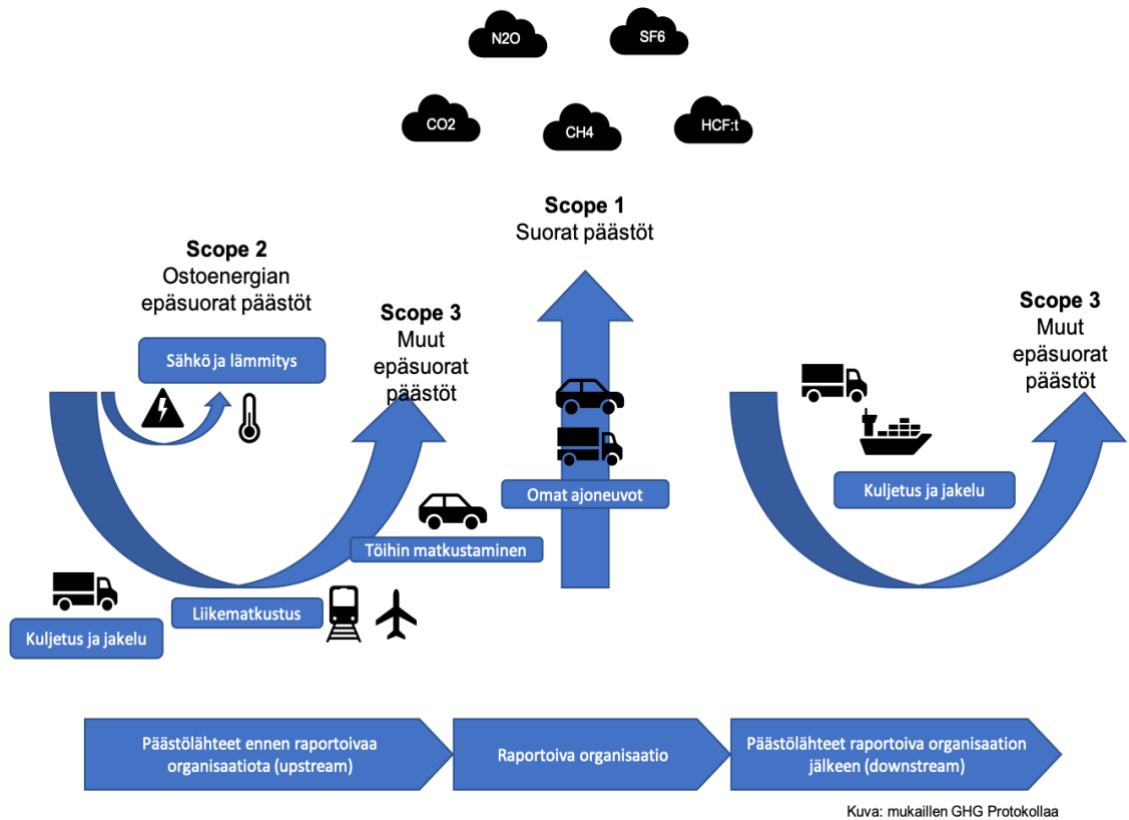 N2O
SF6
CO2
CH4
HCF:t
Scope 1
Suorat päästöt
Scope 2
Ostoenergian
epäsuorat päästöt
Sähkö ja lämmitys
Scope 3
Muut
epäsuorat
päästöt
Scope 3
Muut
epäsuorat
päästöt
Omat ajoneuvot
Kuljetus ja jakelu
Töihin matkustaminen
Liikematkustus
Kuljetus ja jakelu
Päästölähteet ennen raportoivaa
organisaatiota (upstream)
Raportoiva organisaatio
Päästölähteet raportoiva organisaation
jälkeen (downstream)
Kuva: mukaillen GHG Protokollaa